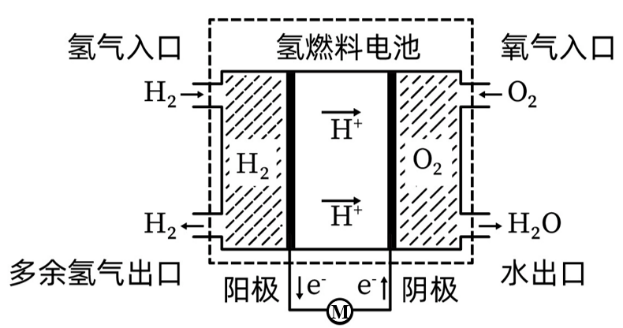 氢气入口
氢燃料电池
氧气入口
H₂
O₂
H⁺
H₂
O₂
H⁺
H₂
H₂O
多余氢气出口
水出口
阳极
e⁻
e⁻
阴极
M